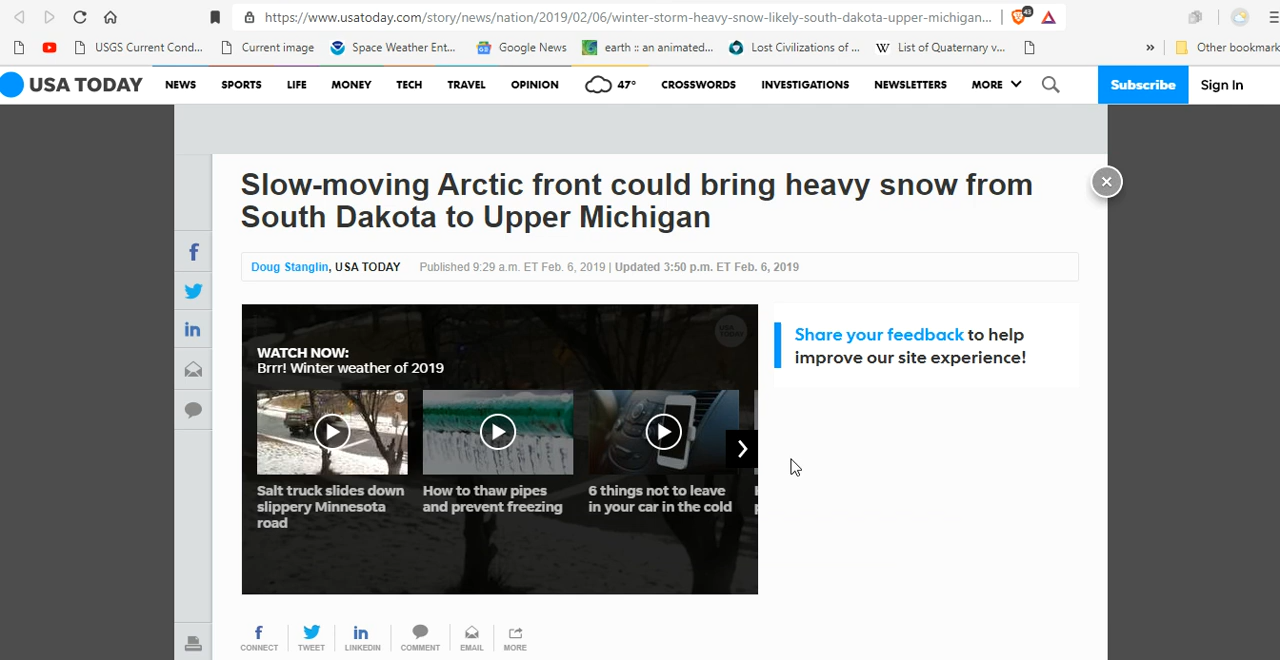 https://www.usatoday.com/story/news/nation/2019/02/06/winter-storm-heavy-snow-likely-south-dakota-upper-michigan...
43
USGS Current Cond...
Current image
Space Weather Ent...
Google News
earth :: an animated...
Lost Civilizations of ...
W
List of Quaternary v...
»
Other bookmark
USA TODAY
NEWS
SPORTS
LIFE
MONEY
TECH
TRAVEL
OPINION
47°
CROSSWORDS
INVESTIGATIONS
NEWSLETTERS
MORE
Subscribe
Sign In
Slow-moving Arctic front could bring heavy snow from
South Dakota to Upper Michigan
Doug Stanglin, USA TODAY Published 9:29 a.m. ET Feb. 6, 2019 | Updated 3:50 p.m. ET Feb. 6, 2019
USA TODAY
WATCH NOW:
Brrr! Winter weather of 2019
Salt truck slides down
slippery Minnesota
road
How to thaw pipes
and prevent freezing
6 things not to leave
in your car in the cold
Share your feedback to help
improve our site experience!
f
in
f
CONNECT
TWEET
in
LINKEDIN
COMMENT
EMAIL
MORE